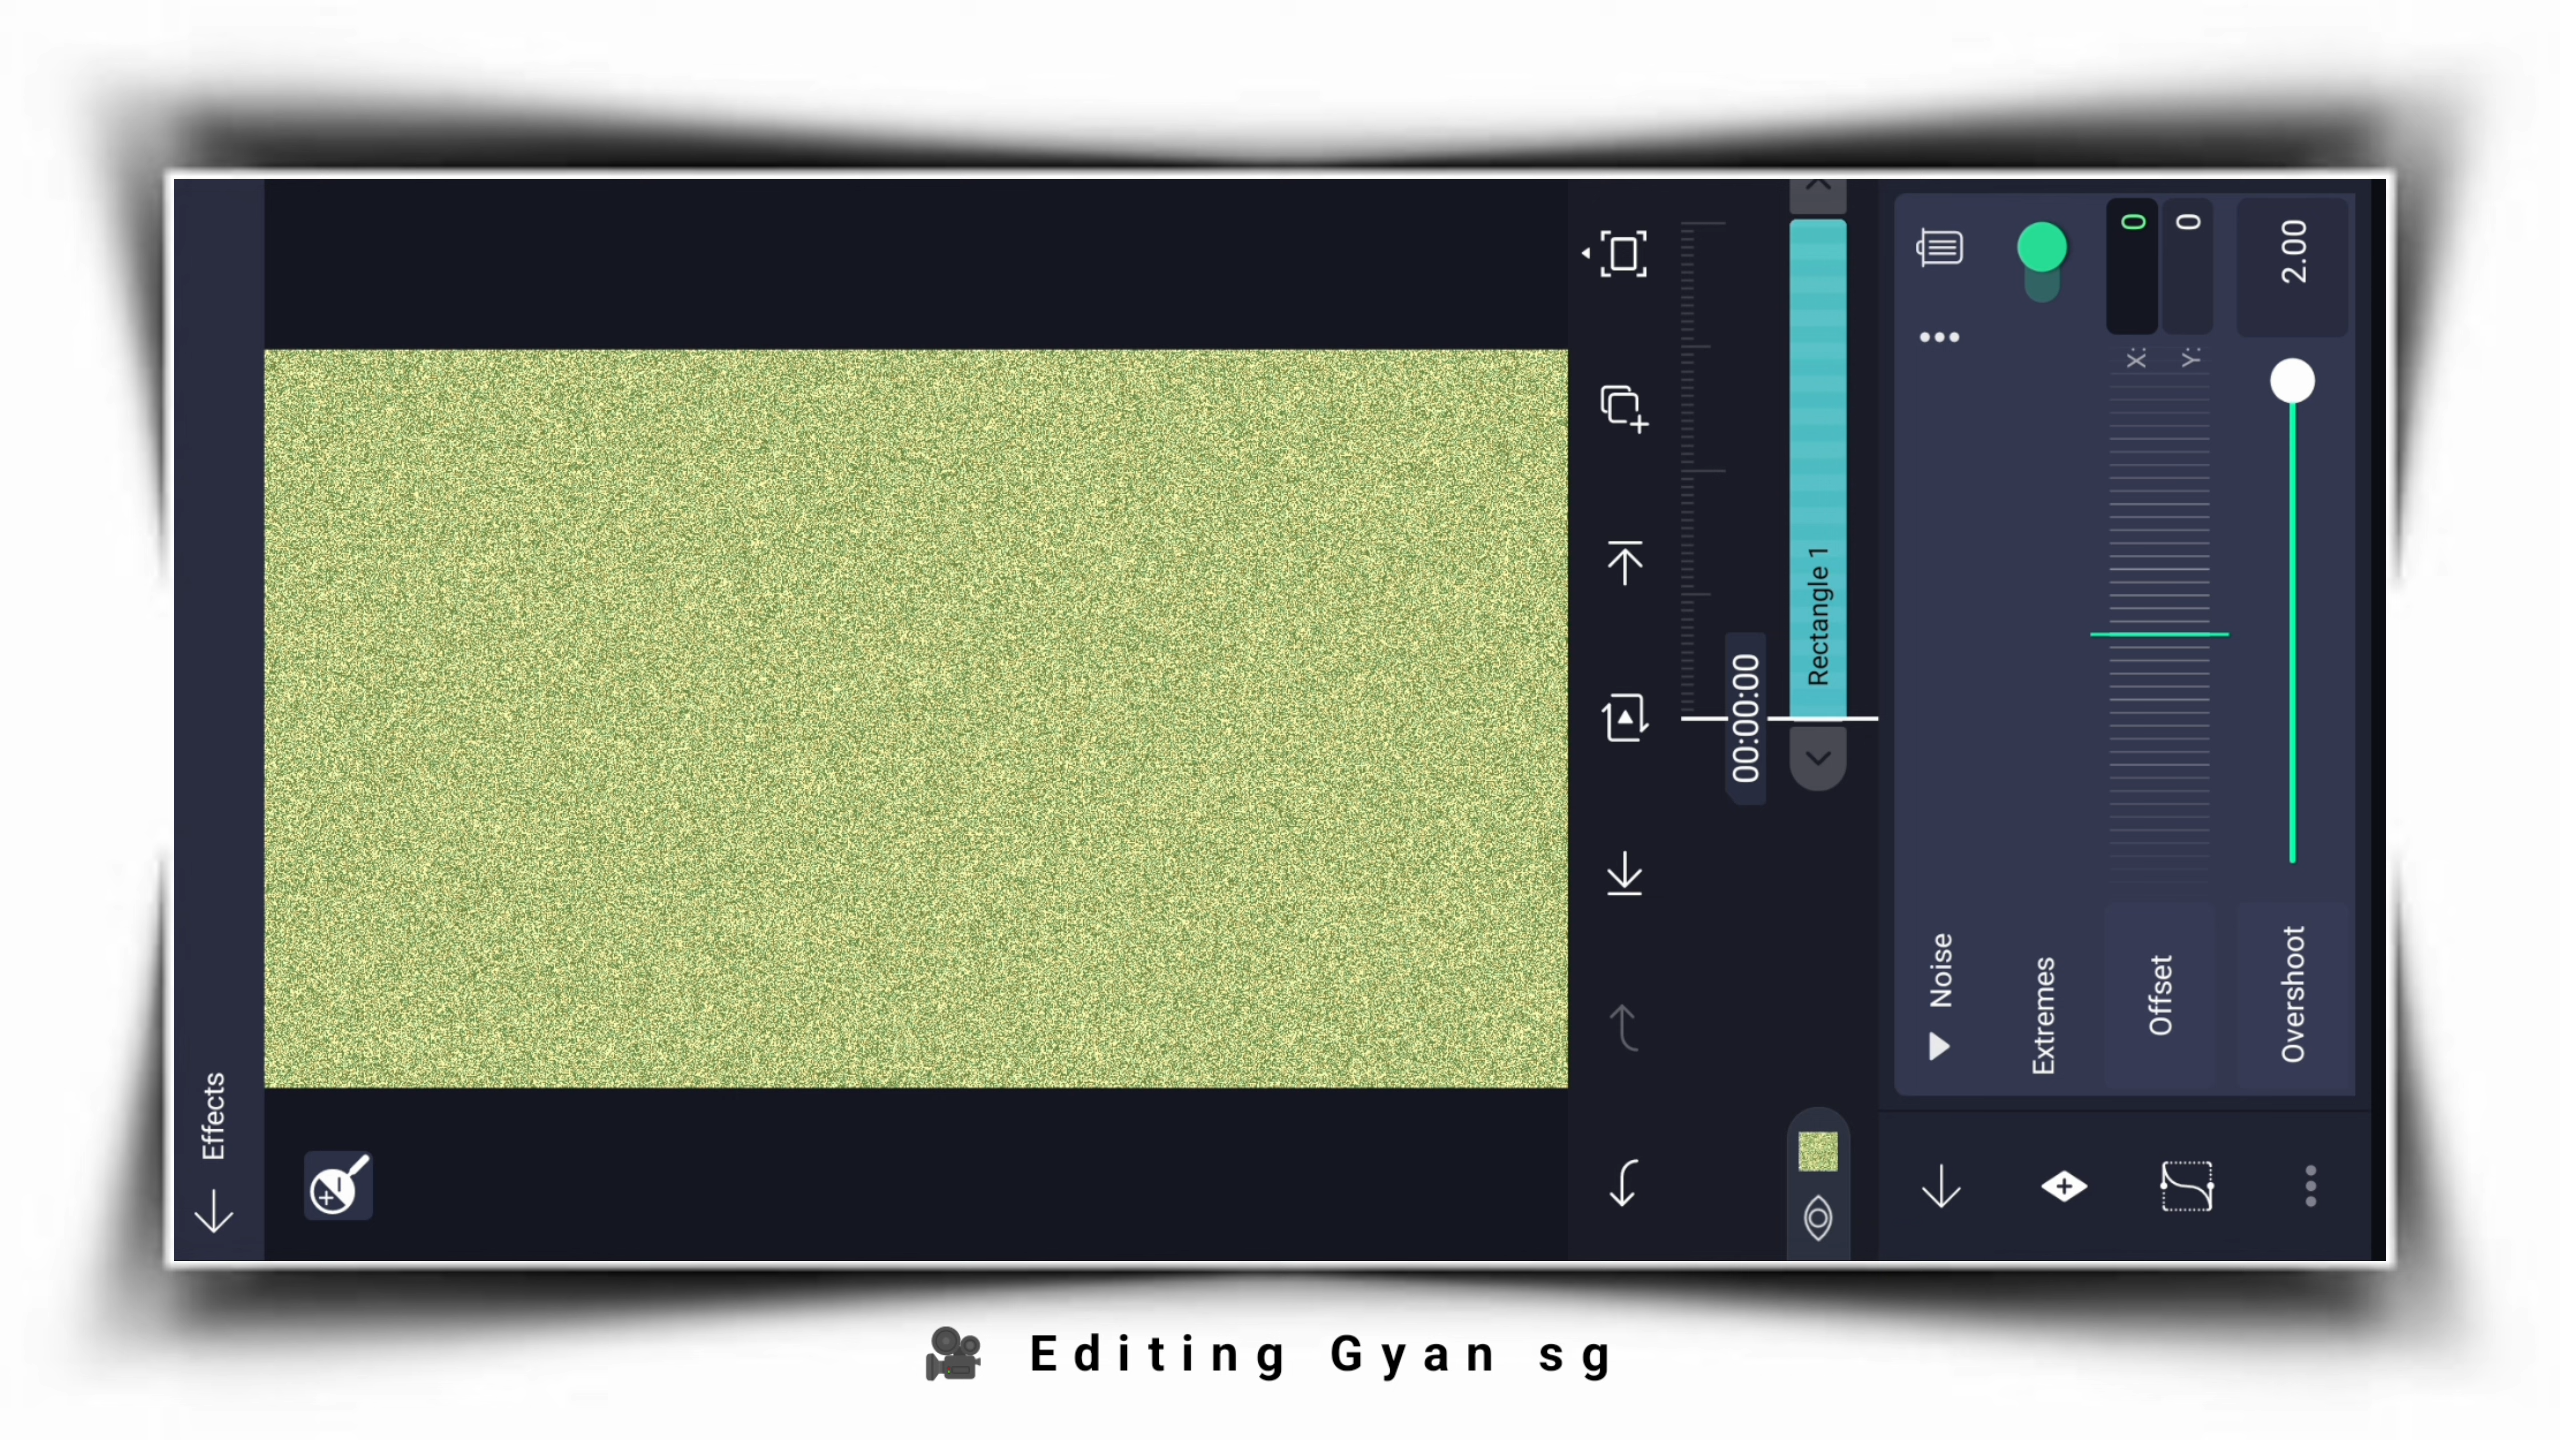 Effects
00:00:00
Rectangle 1
Noise
Extremes
Offset
X: 0
Y: 0
Overshoot
2.00
Editing Gyan sg